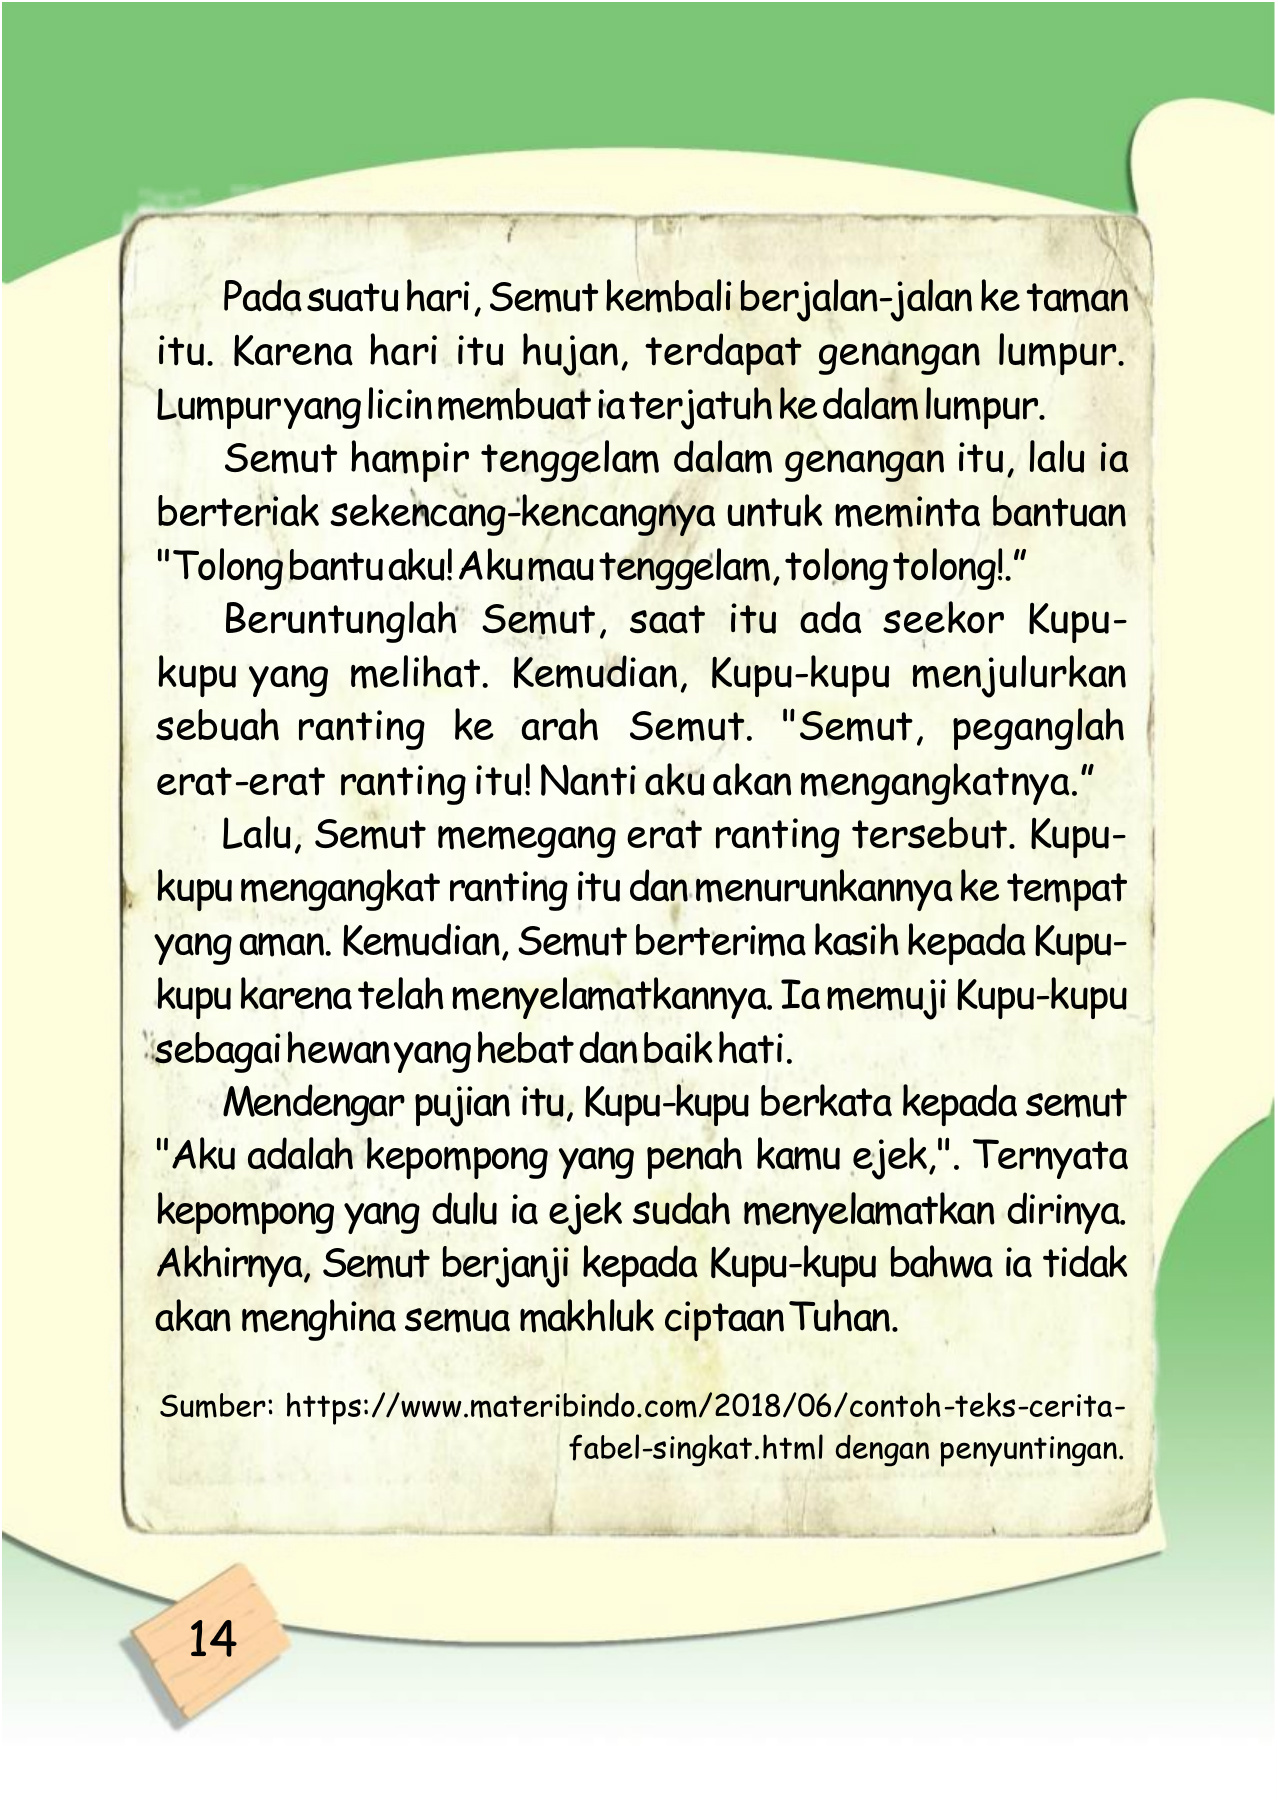 Pada suatu hari, Semut kembali berjalan-jalan ke taman
itu. Karena hari itu hujan, terdapat genangan lumpur.
Lumpur yang licin membuat ia terjatuh ke dalam lumpur.
Semut hampir tenggelam dalam genangan itu, lalu ia
berteriak sekencang-kencangnya untuk meminta bantuan
"Tolong bantu aku! Aku mau tenggelam, tolong tolong!.”
Beruntunglah Semut, saat itu ada seekor Kupu-
kupu yang melihat. Kemudian, Kupu-kupu menjulurkan
sebuah ranting ke arah Semut. "Semut, peganglah
erat-erat ranting itu! Nanti aku akan mengangkatnya.”
Lalu, Semut memegang erat ranting tersebut. Kupu-
kupu mengangkat ranting itu dan menurunkannya ke tempat
yang aman. Kemudian, Semut berterima kasih kepada Kupu-
kupu karena telah menyelamatkannya. Ia memuji Kupu-kupu
sebagai hewan yang hebat dan baik hati.
Mendengar pujian itu, Kupu-kupu berkata kepada semut
"Aku adalah kepompong yang penah kamu ejek,". Ternyata
kepompong yang dulu ia ejek sudah menyelamatkan dirinya.
Akhirnya, Semut berjanji kepada Kupu-kupu bahwa ia tidak
akan menghina semua makhluk ciptaan Tuhan.
Sumber: https://www.materibindo.com/2018/06/contoh-teks-cerita-
fabel-singkat.html dengan penyuntingan.
14